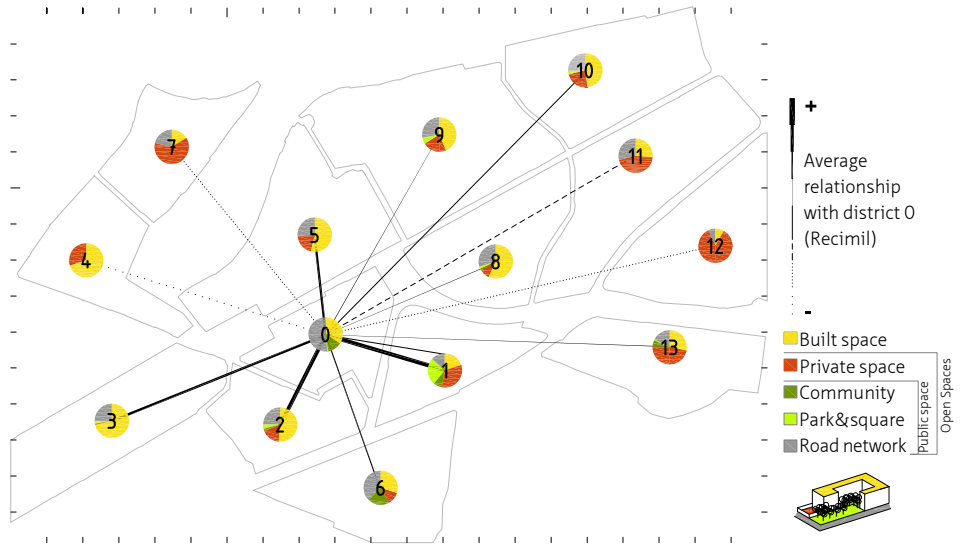 10
9
7
11
5
12
4
8
0
13
1
3
2
6
+
Average
relationship
with district 0
(Recimil)
-
Built space
Private space
Community
Park&square
Road network
Public space
Open Spaces